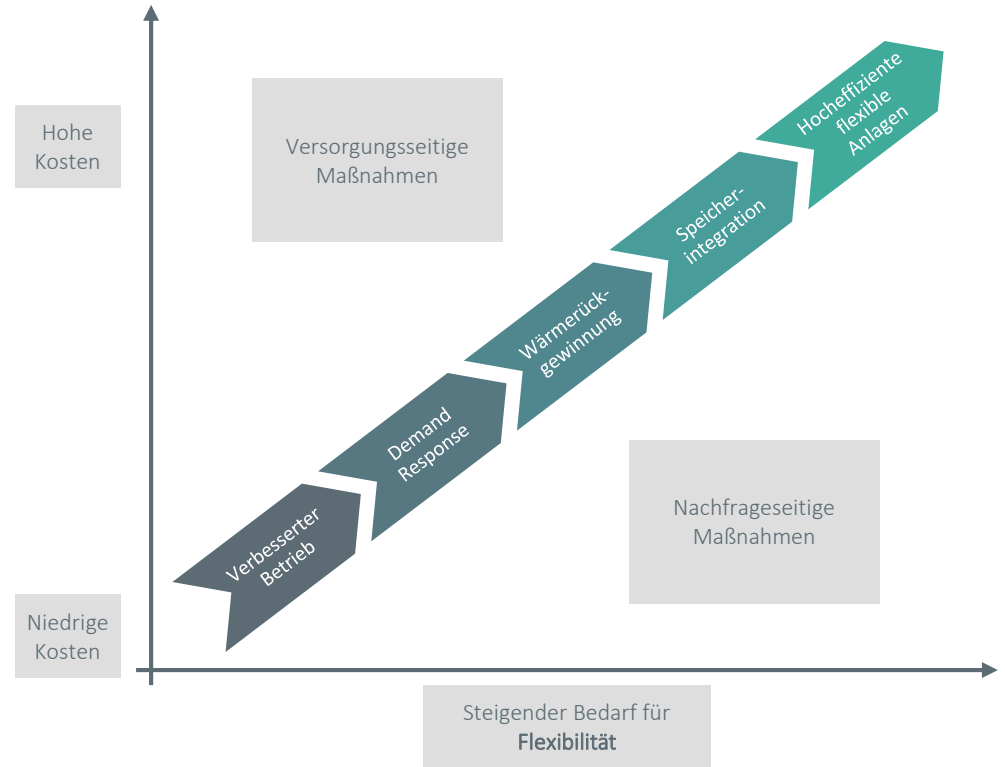 Hohe
Kosten
Versorgungsseitige
Maßnahmen
Hocheffiziente
flexible
Anlagen
Speicher-
integration
Wärmerück-
gewinnung
Demand
Response
Verbesserter
Betrieb
Nachfrageseitige
Maßnahmen
Niedrige
Kosten
Steigender Bedarf für
Flexibilität